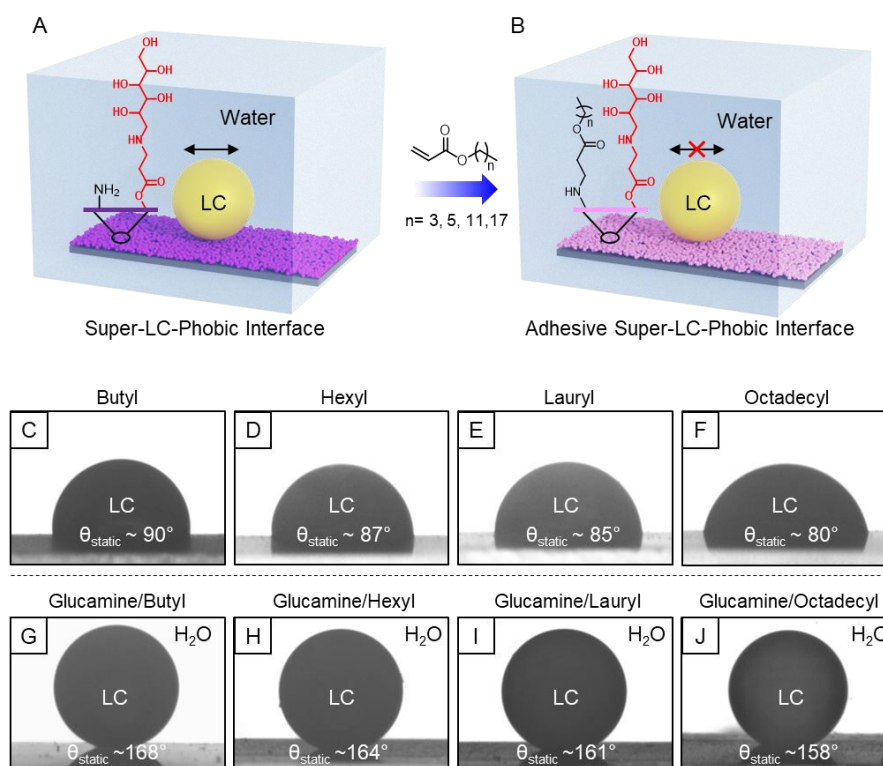 A
B
OH
OH
OH
HO
HO
OH
HN
O
O
NH2
Water
LC
O
O
n
n= 3, 5, 11,17
n
O
O
HN
OH
OH
OH
HO
HO
OH
HN
O
O
Water
LC
Super-LC-Phobic Interface
Adhesive Super-LC-Phobic Interface
Butyl
Hexyl
Lauryl
Octadecyl
C
D
E
F
LC
LC
LC
LC
θstatic ~ 90°
θstatic ~ 87°
θstatic ~ 85°
θstatic ~ 80°
Glucamine/Butyl
Glucamine/Hexyl
Glucamine/Lauryl
Glucamine/Octadecyl
G
H2O
H
H2O
I
H2O
J
H2O
LC
LC
LC
LC
θstatic ~168°
θstatic ~164°
θstatic ~161°
θstatic ~158°